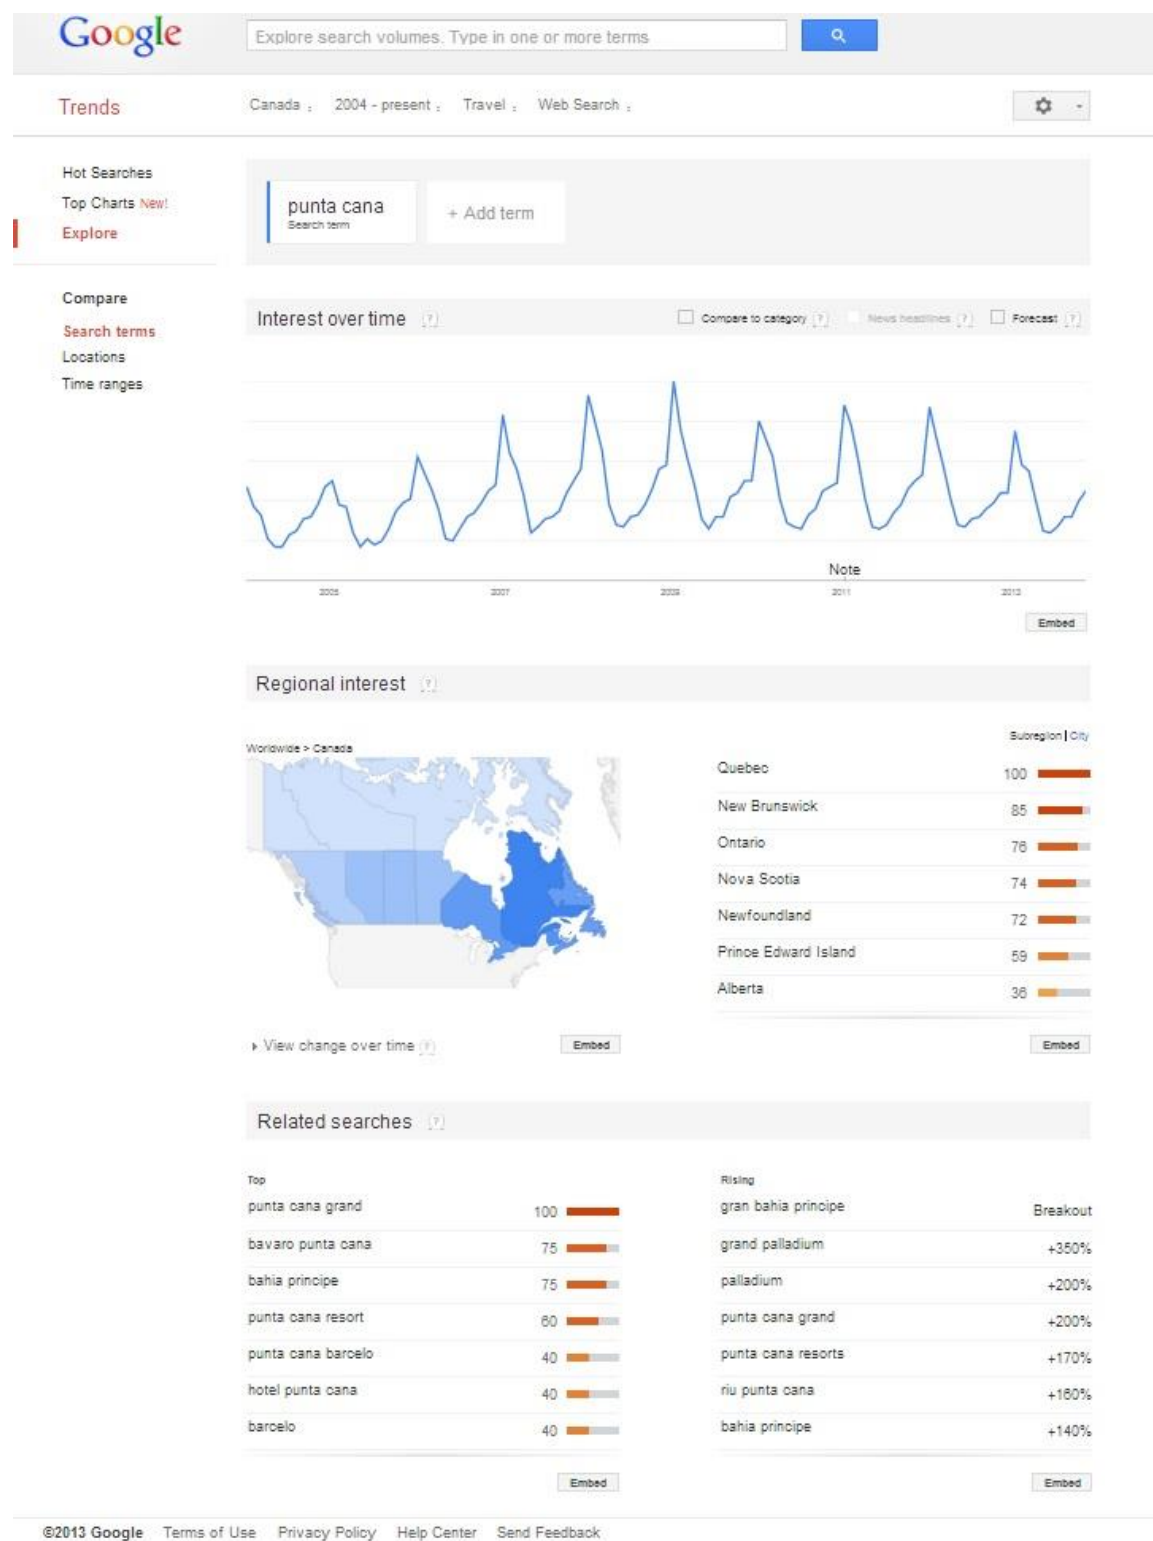 Google
Explore search volumes. Type in one or more terms
Trends
Canada 2004 - present Travel Web Search
Hot Searches
Top Charts New!
Explore
punta cana
Search term
+ Add term
Compare
Search terms
Locations
Time ranges
Interest over time ?
Compare to category ? News headlines ? Forecast ?
Note
2005 2007 2009 2011 2013
Embed
Regional interest ?
Worldwide > Canada
Subregion | City
Quebec 100
New Brunswick 85
Ontario 76
Nova Scotia 74
Newfoundland 72
Prince Edward Island 59
Alberta 36
View change over time ?
Embed
Embed
Related searches ?
Top
punta cana grand 100
bavaro punta cana 75
bahia principe 75
punta cana resort 60
punta cana barcelo 40
hotel punta cana 40
barcelo 40
Embed
Rising
gran bahia principe Breakout
grand palladium +350%
palladium +200%
punta cana grand +200%
punta cana resorts +170%
riu punta cana +160%
bahia principe +140%
Embed
©2013 Google Terms of Use Privacy Policy Help Center Send Feedback